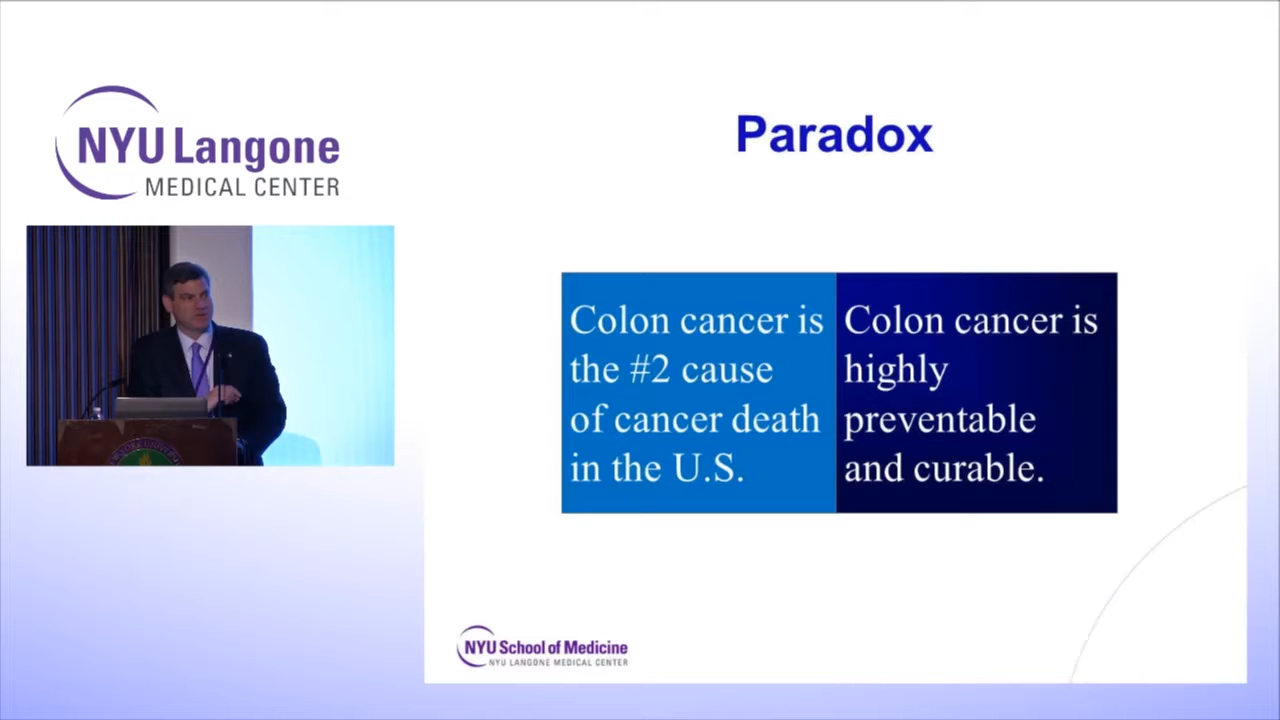 NYU Langone
MEDICAL CENTER
Paradox
Colon cancer is
the #2 cause
of cancer death
in the U.S.
Colon cancer is
highly
preventable
and curable.
NYU School of Medicine
NYU LANGONE MEDICAL CENTER